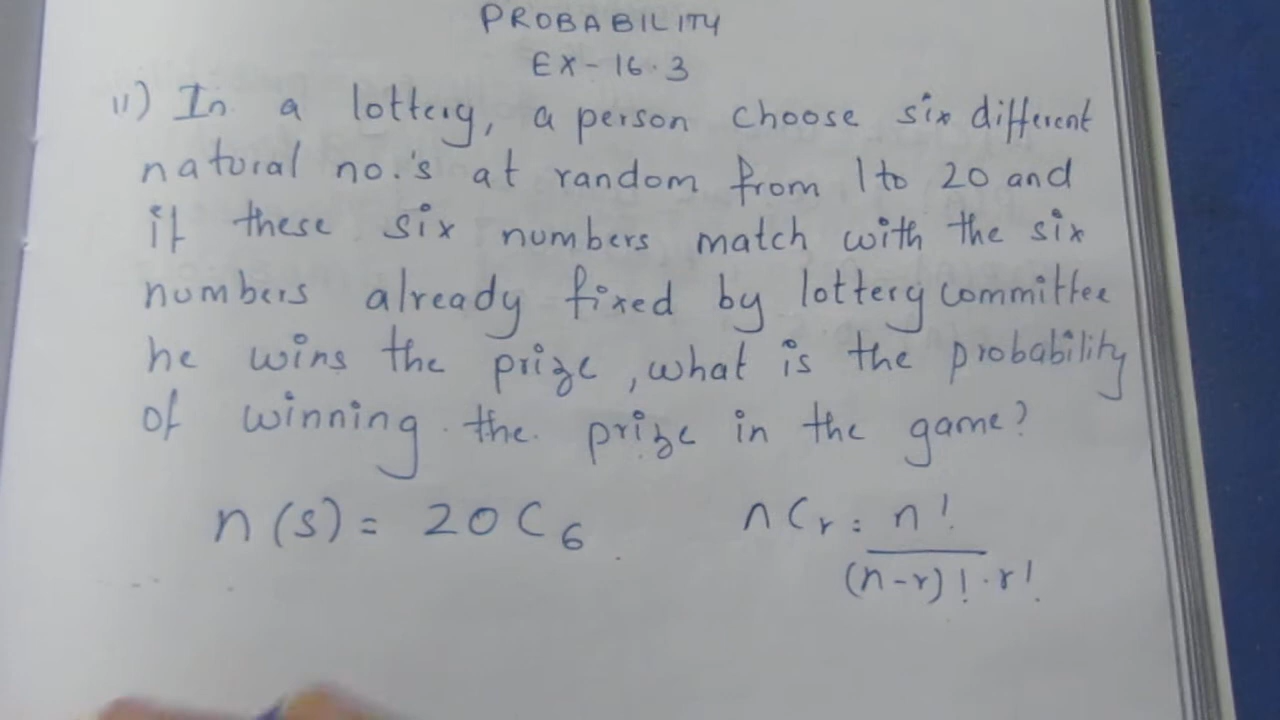 PROBABILITY
EX-16.3
11) In a lottery, a person choose six different
natural no.'s at random from 1 to 20 and
if these six numbers match with the six
numbers already fixed by lottery committee
he wins the prize, what is the probability
of winning the prize in the game?
n(s) = 20C₆ nCᵣ = n!
(n-r)!.r!